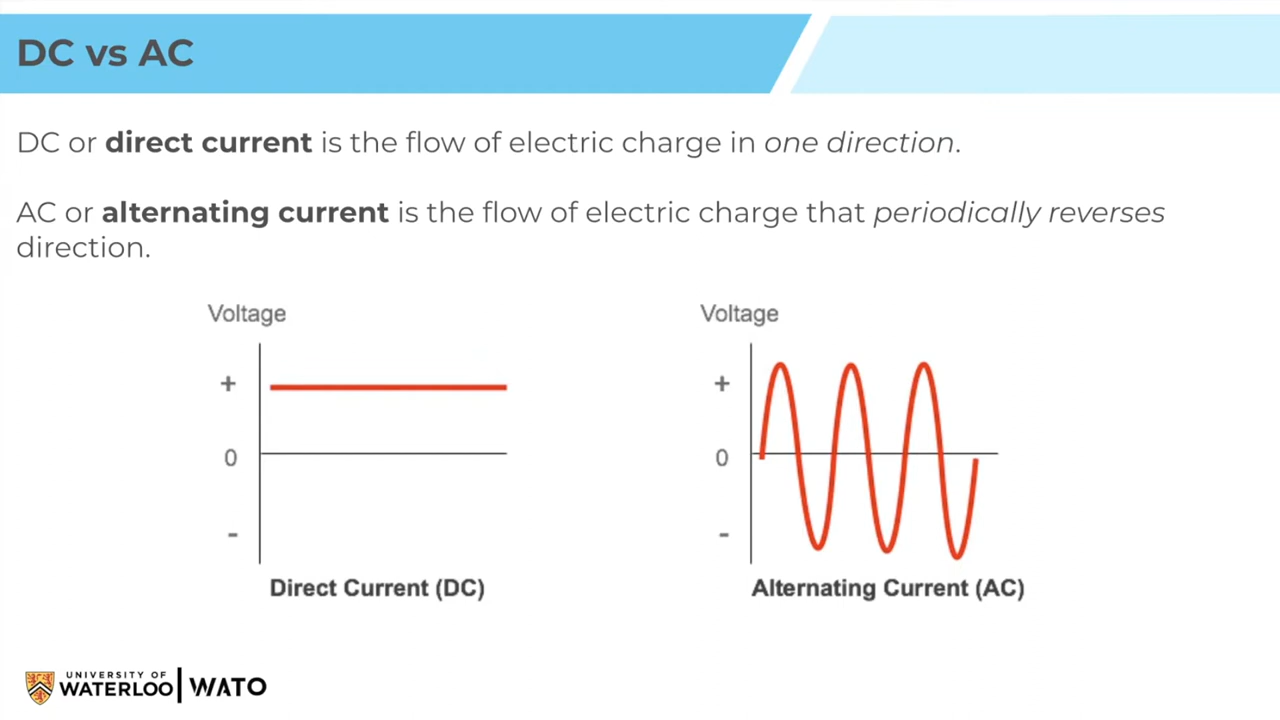 DC vs AC
DC or direct current is the flow of electric charge in one direction.
AC or alternating current is the flow of electric charge that periodically reverses
direction.
Voltage
+
0
-
Direct Current (DC)
Voltage
+
0
-
Alternating Current (AC)
UNIVERSITY OF
WATERLOO | WATO